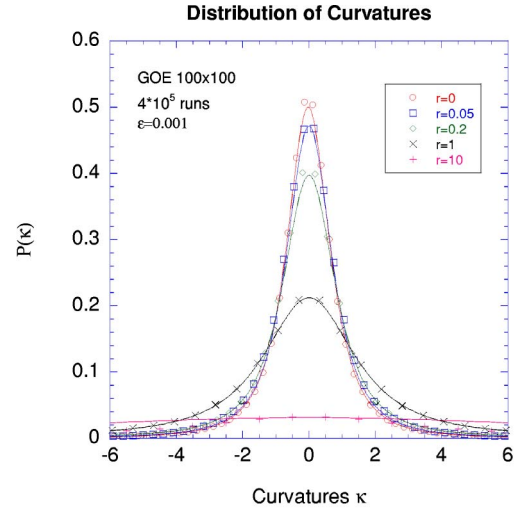 Distribution of Curvatures
0.6
0.5
0.4
0.3
0.2
0.1
0
P(κ)
GOE 100x100
4*10⁵ runs
ε=0.001
r=0
r=0.05
r=0.2
r=1
r=10
-6 -4 -2 0 2 4 6
Curvatures κ